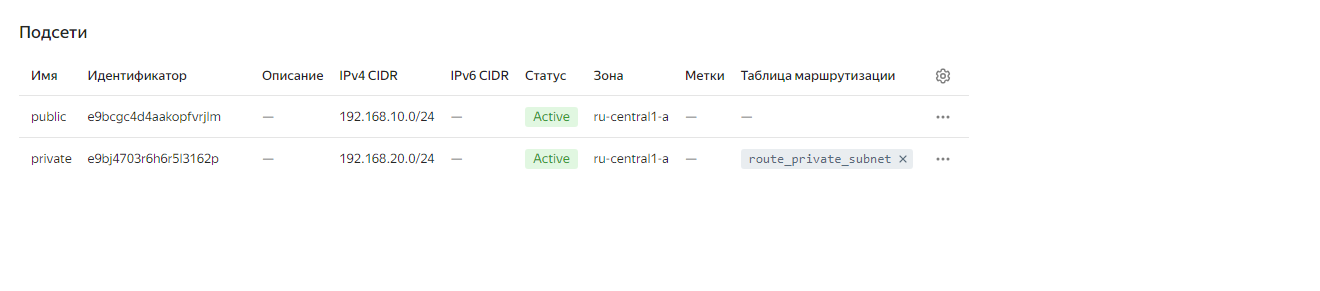 Подсети
Имя Идентификатор Описание IPv4 CIDR IPv6 CIDR Статус Зона Метки Таблица маршрутизации
public e9bcgc4d4aakopfvrjlm — 192.168.10.0/24 — Active ru-central1-a — —
private e9bj4703r6h6r5l3162p — 192.168.20.0/24 — Active ru-central1-a — route_private_subnet ×